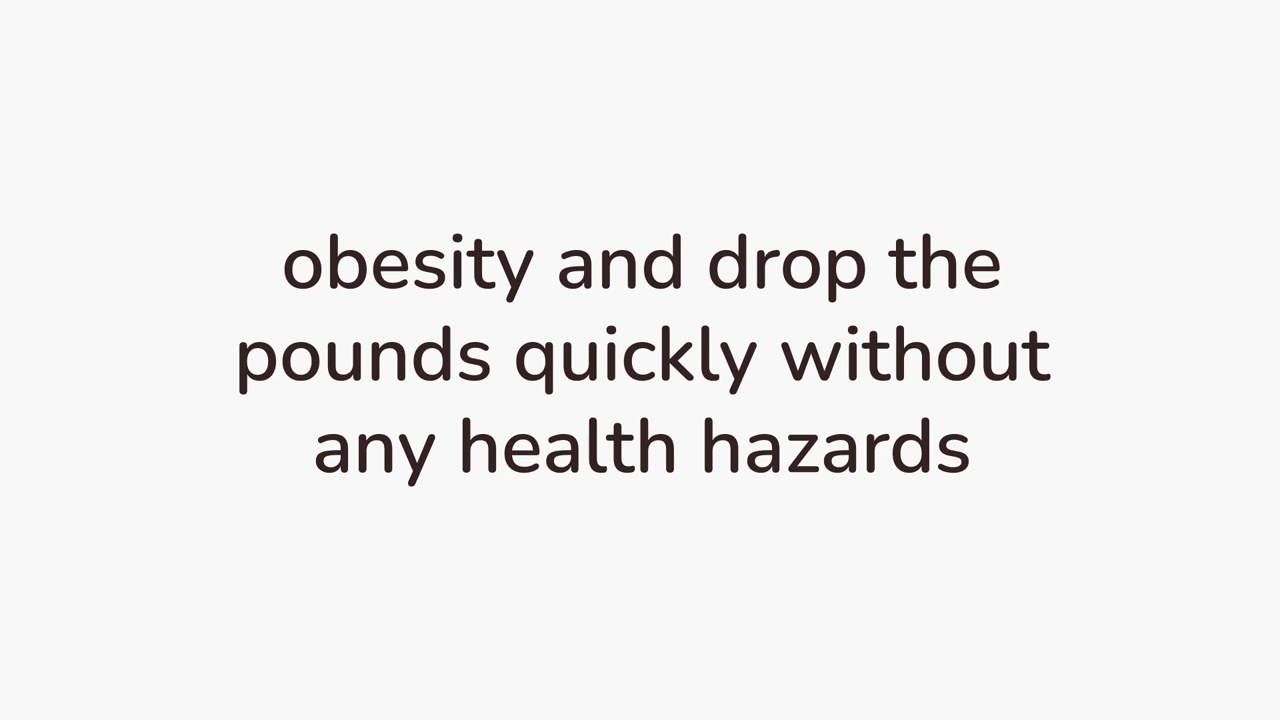 obesity and drop the
pounds quickly without
any health hazards